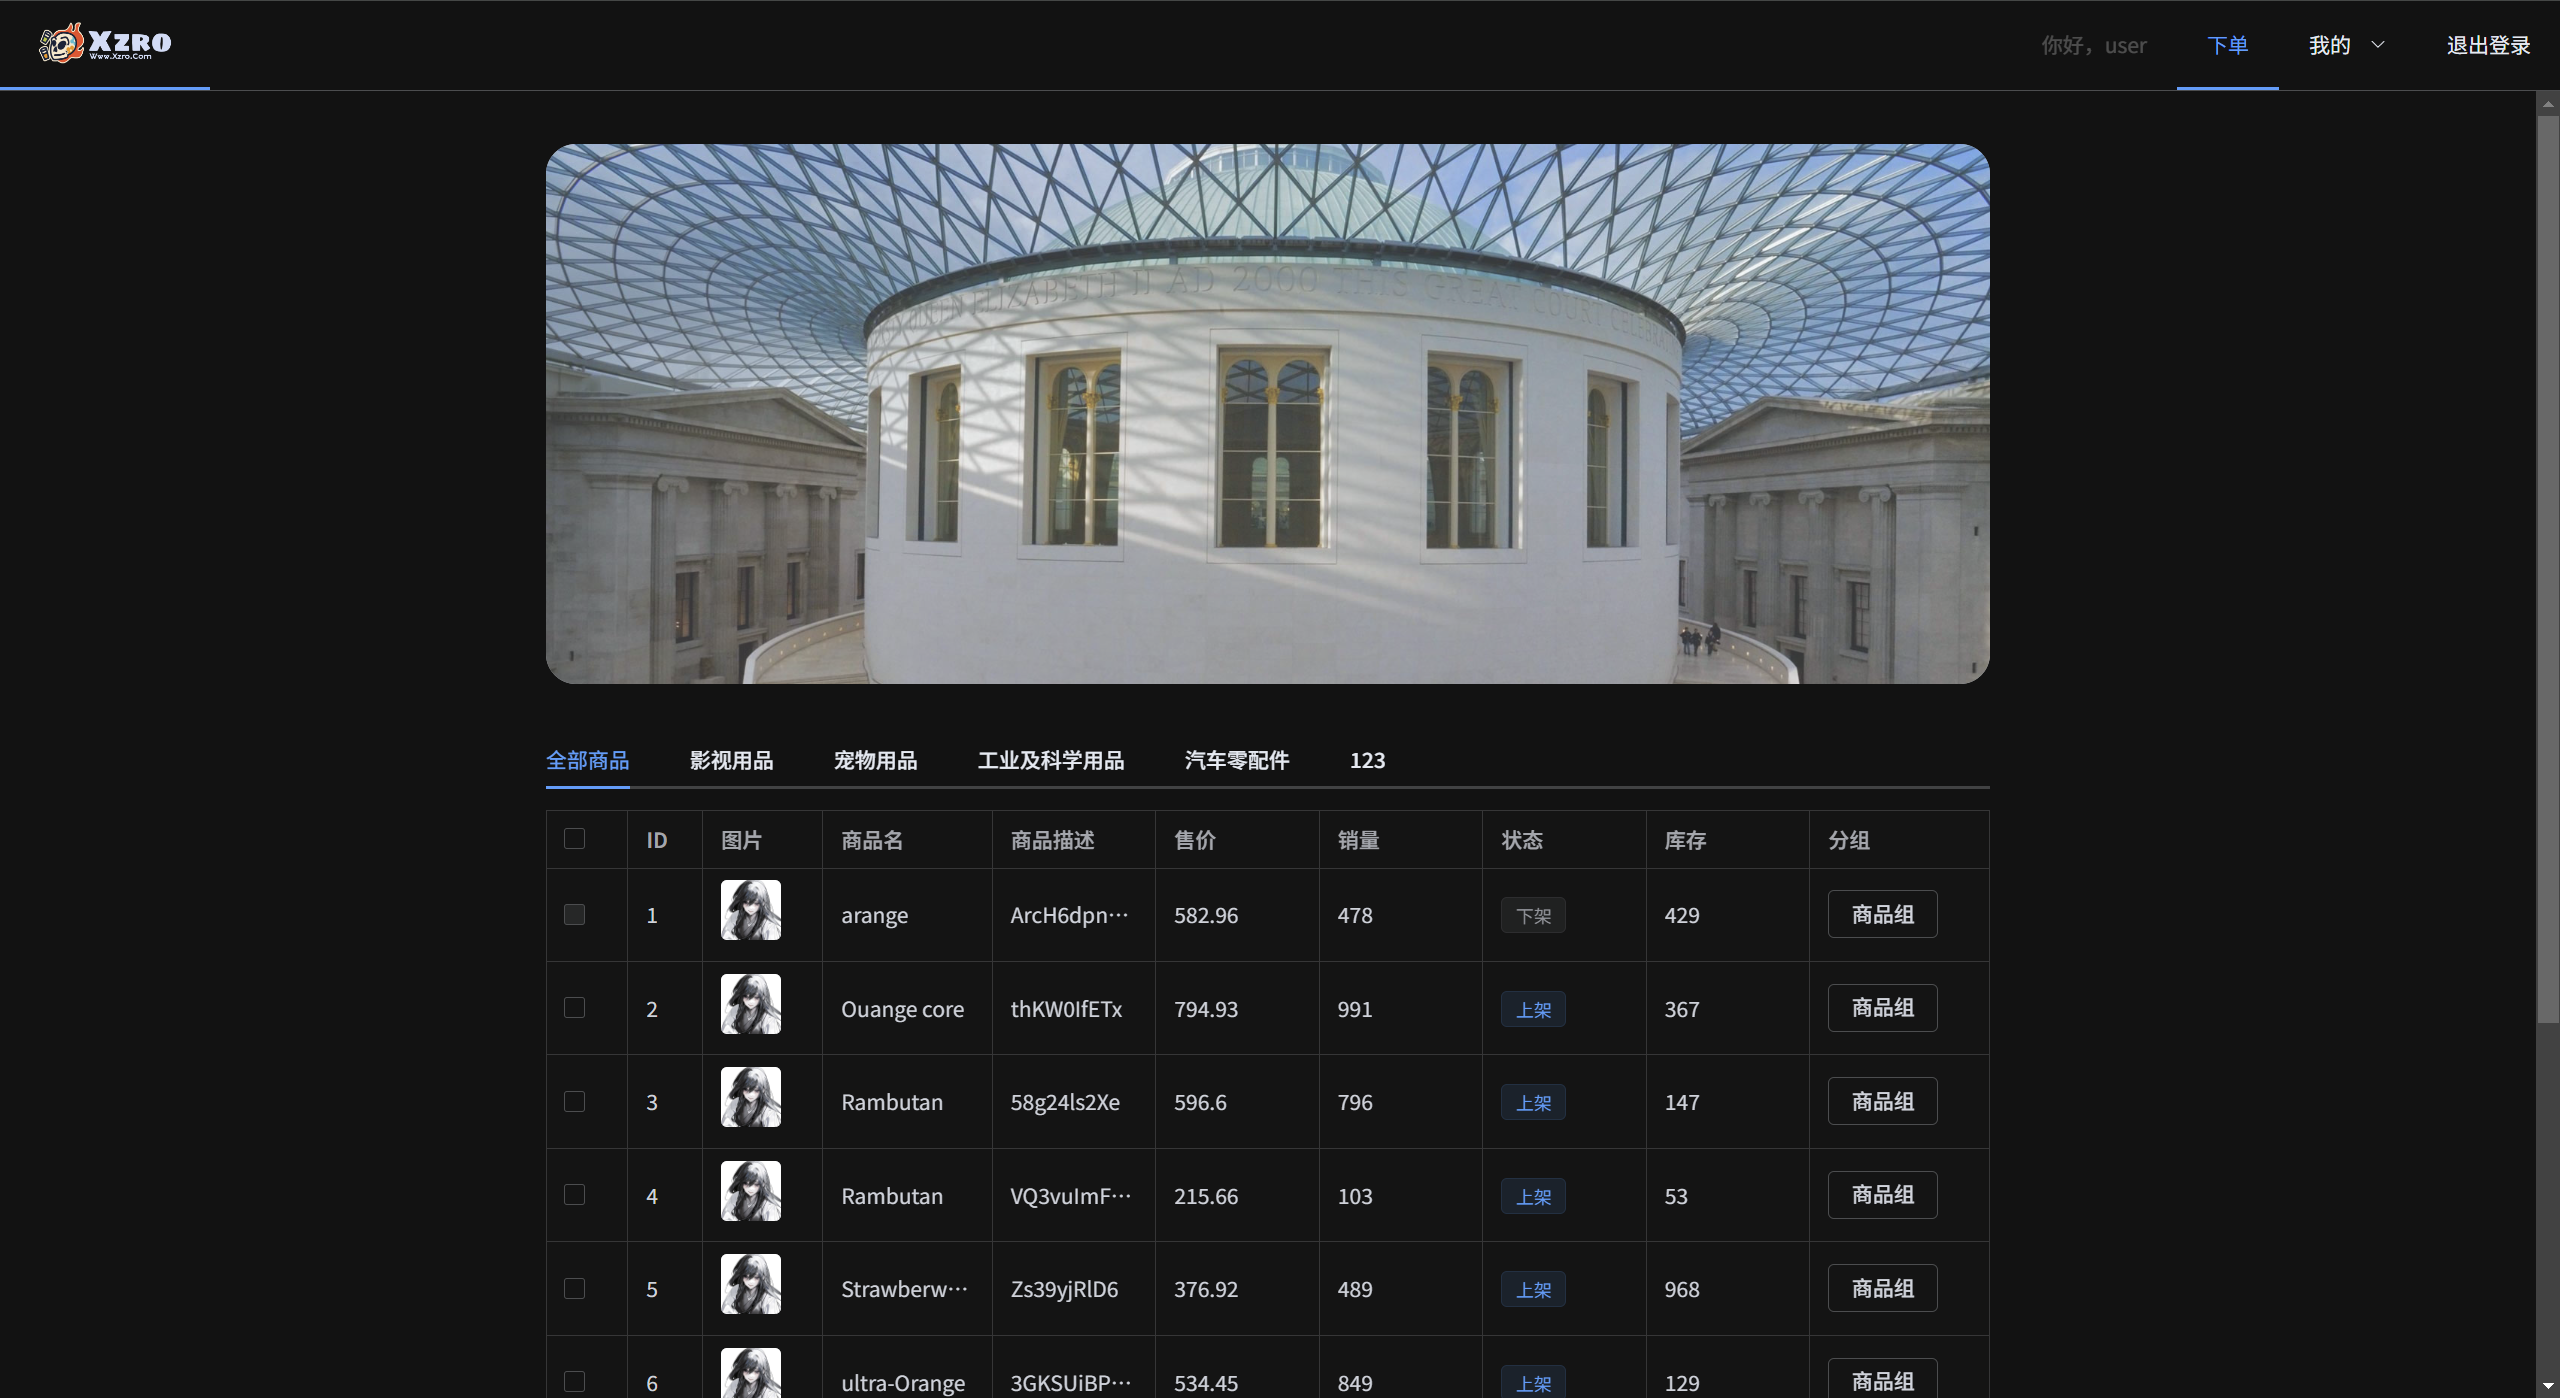 XZRO
Www.Xzro.Com
你好，user
下单
我的
退出登录
ELIZABETH II AD 2000 THIS GREAT COURT
全部商品 影视用品 宠物用品 工业及科学用品 汽车零配件 123
ID 图片 商品名 商品描述 售价 销量 状态 库存 分组
1 arange ArcH6dpn··· 582.96 478 下架 429 商品组
2 Ouange core thKW0IfETx 794.93 991 上架 367 商品组
3 Rambutan 58g24ls2Xe 596.6 796 上架 147 商品组
4 Rambutan VQ3vuImF··· 215.66 103 上架 53 商品组
5 Strawberw··· Zs39yjRlD6 376.92 489 上架 968 商品组
6 ultra-Orange 3GKSUiBP··· 534.45 849 上架 129 商品组